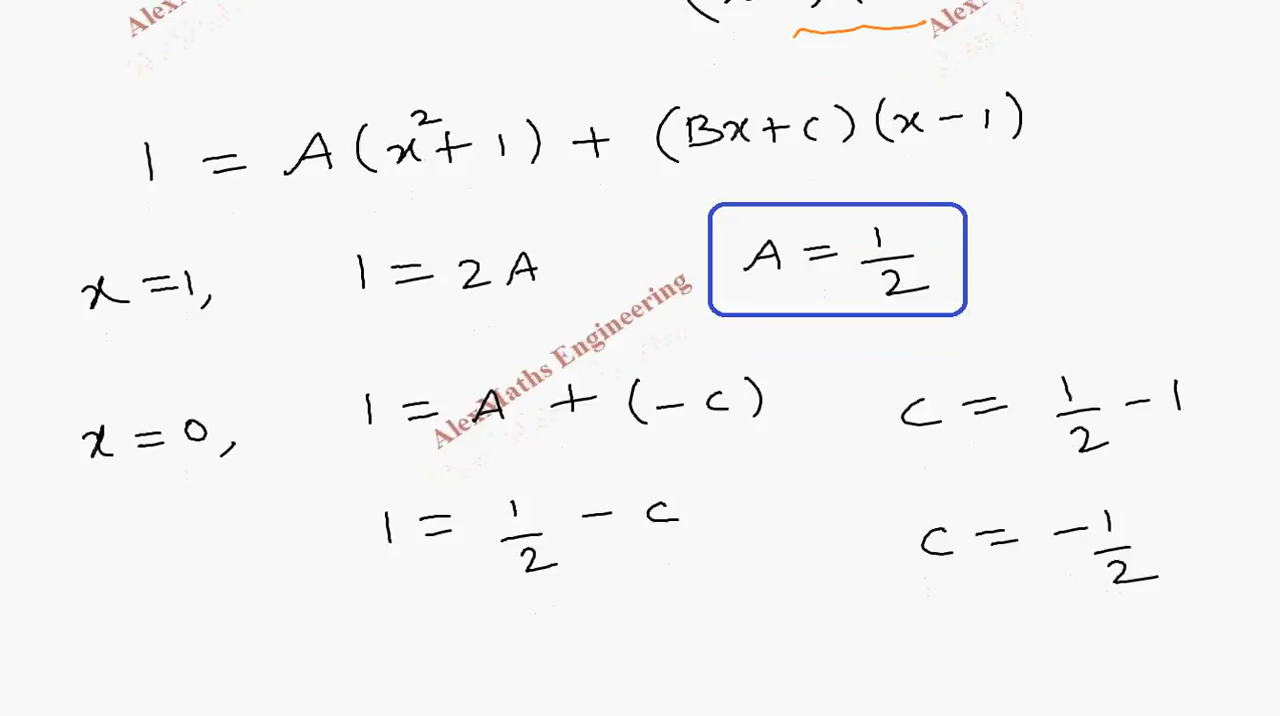 1 = A(x² + 1) + (Bx + C)(x - 1)
x = 1, 1 = 2A A = 1/2
x = 0, 1 = A + (-C) C = 1/2 - 1
AlexMaths Engineering
1 = 1/2 - C C = -1/2